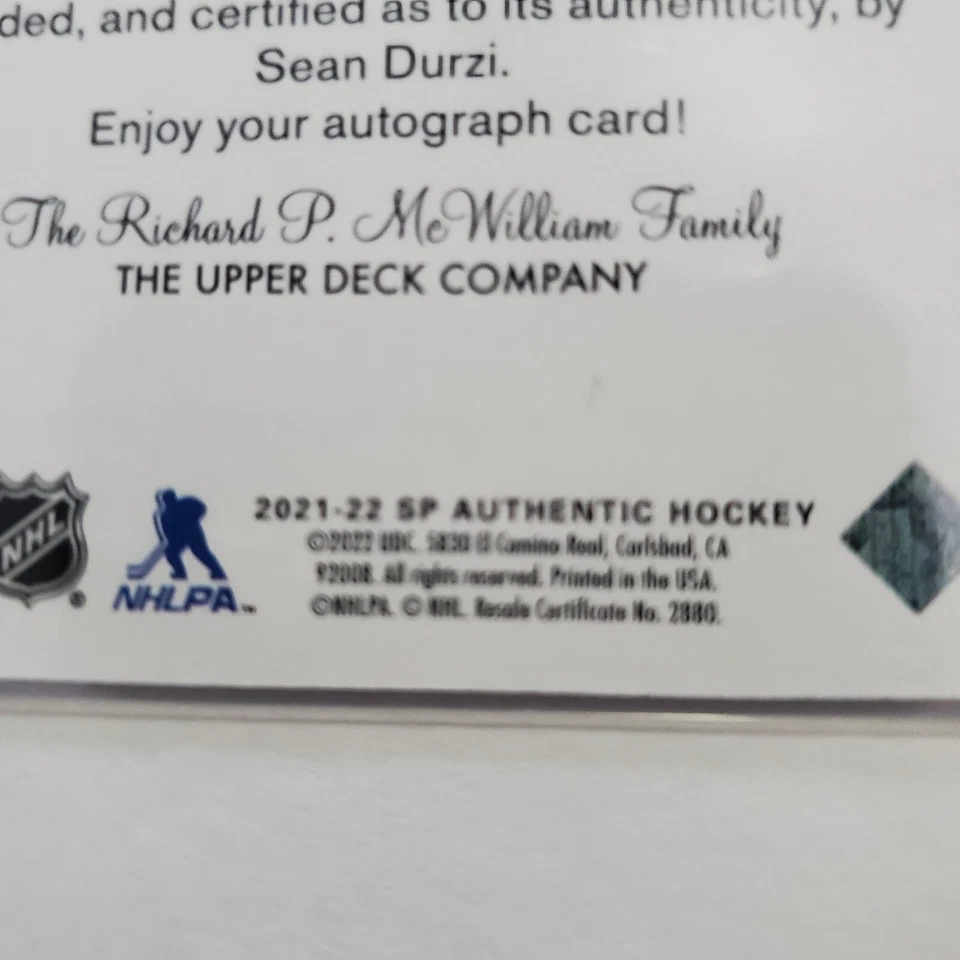 ded, and certified as to its authenticity, by
Sean Durzi.
Enjoy your autograph card!
The Richard P. McWilliam Family
THE UPPER DECK COMPANY
NHL
®
NHLPA™
2021-22 SP AUTHENTIC HOCKEY
©2022 UDC. 5830 El Camino Real, Carlsbad, CA
92008. All rights reserved. Printed in the USA.
©NHLPA. © NHL. Resale Certificate No. 2880.